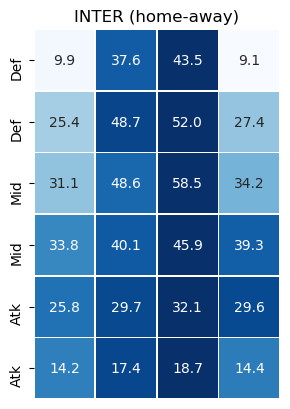 INTER (home-away)
Def 9.9 37.6 43.5 9.1
Def 25.4 48.7 52.0 27.4
Mid 31.1 48.6 58.5 34.2
Mid 33.8 40.1 45.9 39.3
Atk 25.8 29.7 32.1 29.6
Atk 14.2 17.4 18.7 14.4